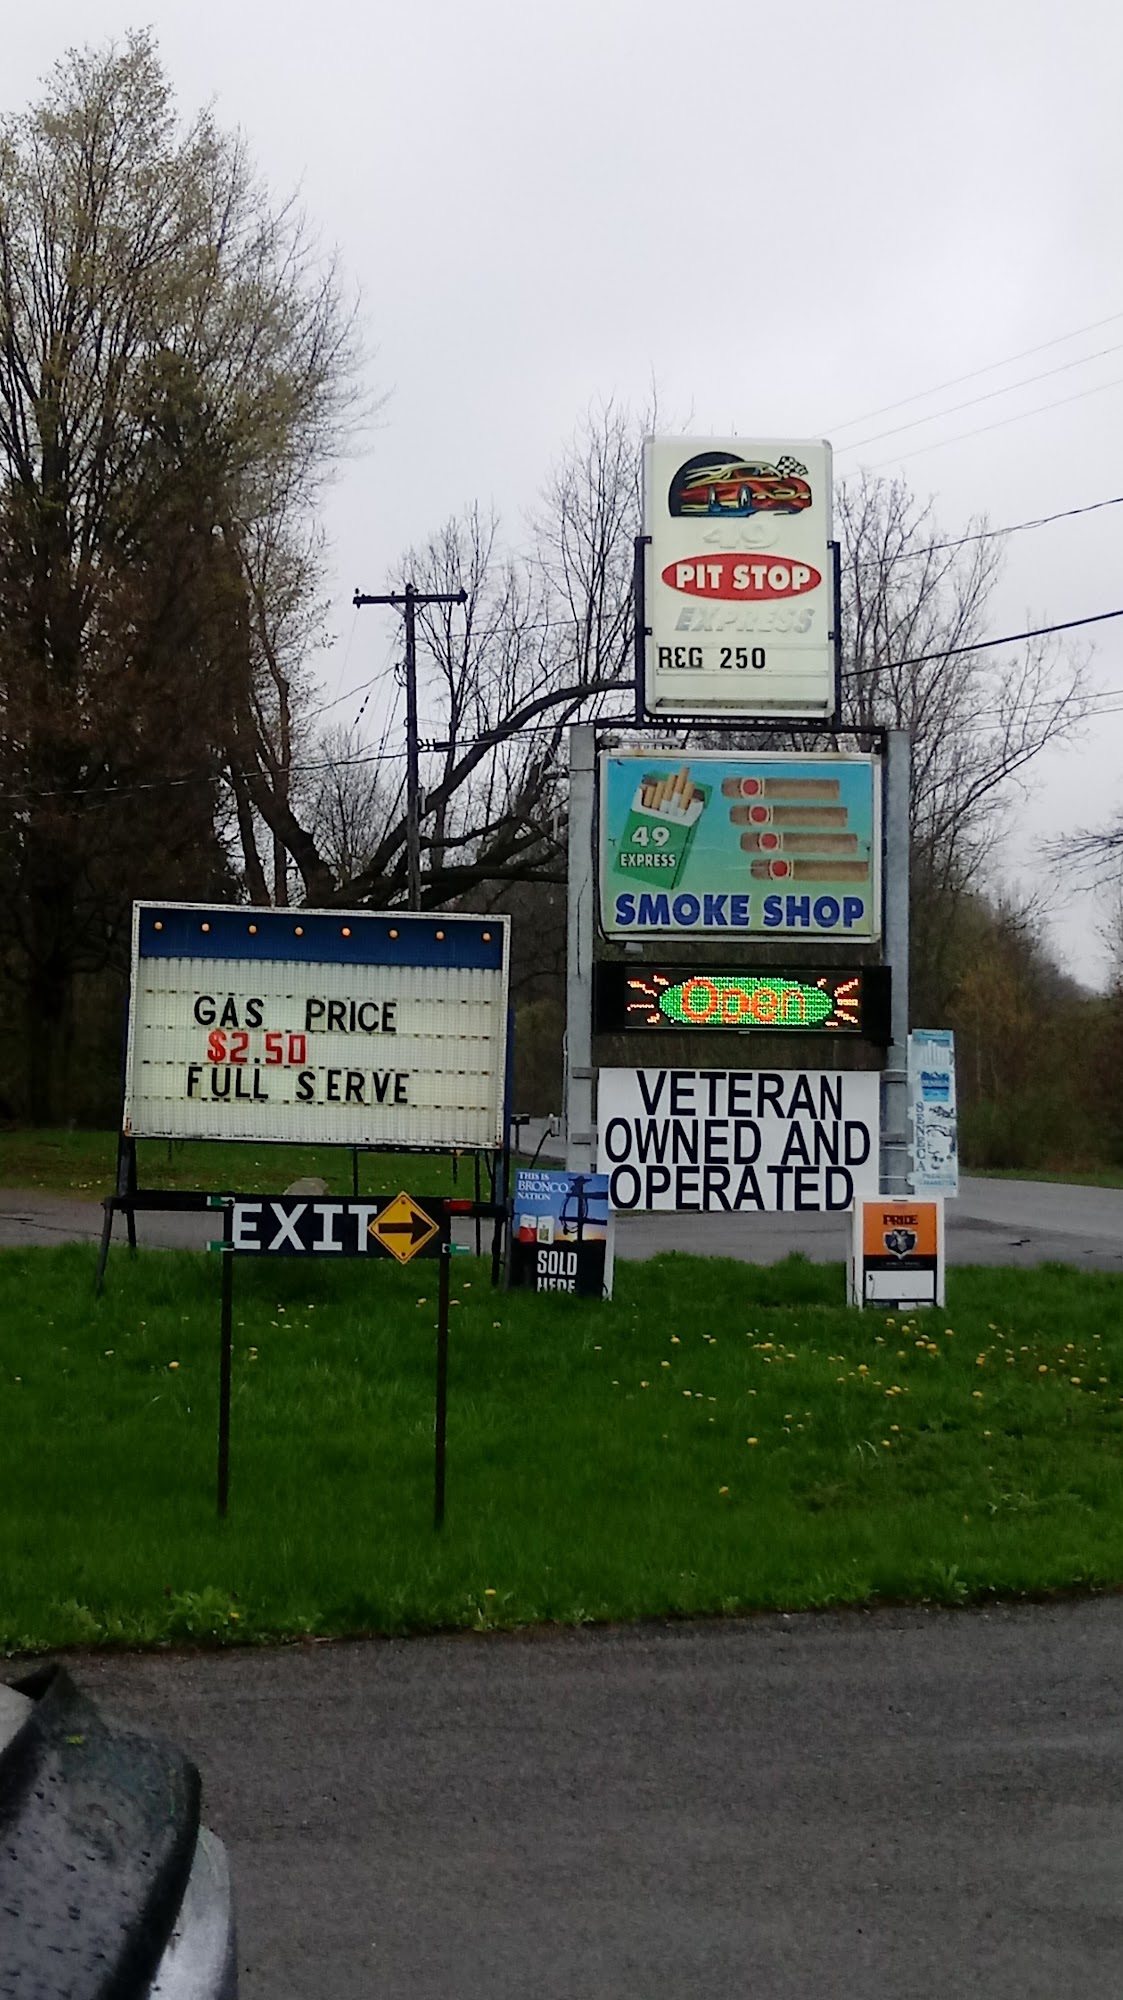 49
PIT STOP
EXPRESS
REG 250
49
EXPRESS
SMOKE SHOP
Open
VETERAN
OWNED AND
OPERATED
GAS PRICE
$2.50
FULL SERVE
EXIT
THIS IS
BRONCO
NATION
SOLD
HERE
SENECA
PRIDE
$